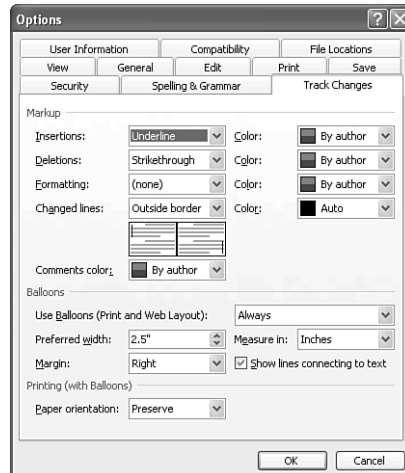 Options
User Information Compatibility File Locations
View General Edit Print Save
Security Spelling & Grammar Track Changes
Markup
Insertions: Underline Color: By author
Deletions: Strikethrough Color: By author
Formatting: (none) Color: By author
Changed lines: Outside border Color: Auto
Comments color: By author
Balloons
Use Balloons (Print and Web Layout): Always
Preferred width: 2.5" Measure in: Inches
Margin: Right Show lines connecting to text
Printing (with Balloons)
Paper orientation: Preserve
OK Cancel